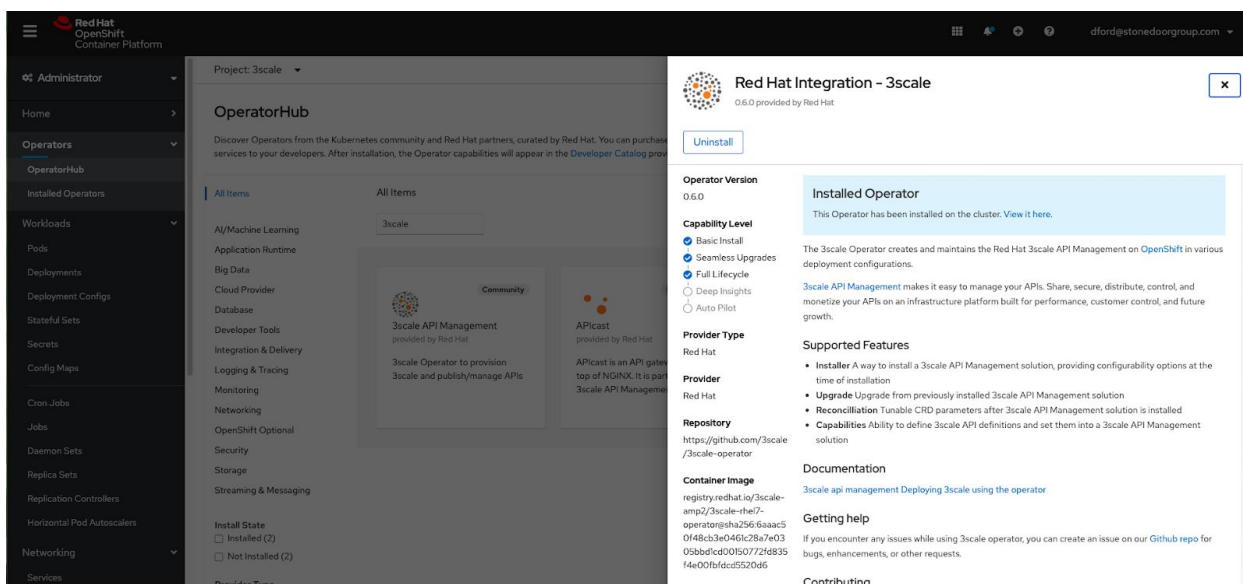 Red Hat
OpenShift
Container Platform
dford@stonedoorgroup.com
Administrator
Home
Operators
OperatorHub
Installed Operators
Workloads
Pods
Deployments
Deployment Configs
Stateful Sets
Secrets
Config Maps
Cron Jobs
Jobs
Daemon Sets
Replica Sets
Replication Controllers
Horizontal Pod Autoscalers
Networking
Services
Project: 3scale
OperatorHub
Discover Operators from the Kubernetes community and Red Hat partners, curated by Red Hat. You can purchase
services to your developers. After installation, the Operator capabilities will appear in the Developer Catalog
All Items
AI/Machine Learning
Application Runtime
Big Data
Cloud Provider
Database
Developer Tools
Integration & Delivery
Logging & Tracing
Monitoring
Networking
OpenShift Optional
Security
Storage
Streaming & Messaging
Install State
Installed (2)
Not Installed (2)
Provider Type
All Items
3scale
Community
3scale API Management
provided by Red Hat
3scale Operator to provision
3scale and publish/manage APIs
APIcast
provided by Red Hat
APIcast is an API
top of NGINX. It is
3scale API
Red Hat Integration - 3scale
0.6.0 provided by Red Hat
Uninstall
Operator Version
0.6.0
Capability Level
Basic Install
Seamless Upgrades
Full Lifecycle
Deep Insights
Auto Pilot
Provider Type
Red Hat
Provider
Red Hat
Repository
https://github.com/3scale
/3scale-operator
Container Image
registry.redhat.io/3scale-
amp2/3scale-rhel7-
operator@sha256:6aaac5
0f48cb3e0461c28a7e03
05bbd1cd00150772fd835
f4e00fbfdcd5520d6
Installed Operator
This Operator has been installed on the cluster. View it here.
The 3scale Operator creates and maintains the Red Hat 3scale API Management on OpenShift in various
deployment configurations.
3scale API Management makes it easy to manage your APIs. Share, secure, distribute, control, and
monetize your APIs on an infrastructure platform built for performance, customer control, and future
growth.
Supported Features
• Installer A way to install a 3scale API Management solution, providing configurability options at the
time of installation
• Upgrade Upgrade from previously installed 3scale API Management solution
• Reconcilliation Tunable CRD parameters after 3scale API Management solution is installed
• Capabilities Ability to define 3scale API definitions and set them into a 3scale API Management
solution
Documentation
3scale api management Deploying 3scale using the operator
Getting help
If you encounter any issues while using 3scale operator, you can create an issue on our Github repo for
bugs, enhancements, or other requests.
Contributing